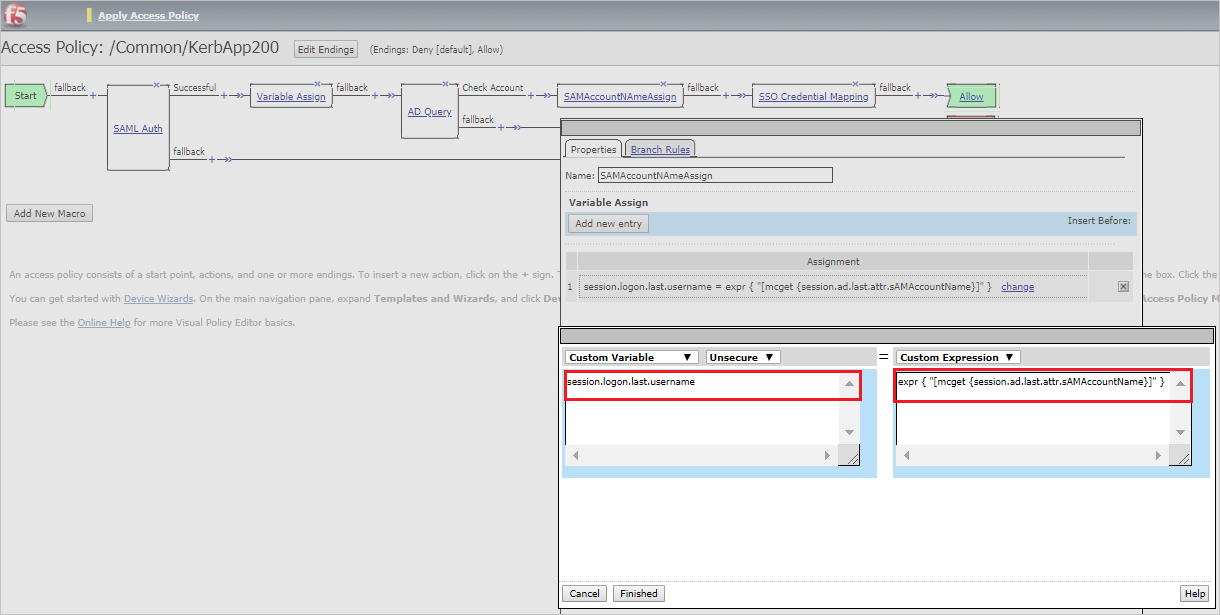 f5
Apply Access Policy
Access Policy: /Common/KerbApp200 Edit Endings (Endings: Deny [default], Allow)
Start fallback + SAML Auth Successful + Variable Assign fallback + AD Query Check Account + SAMAccountNAmeAssign fallback + SSO Credential Mapping fallback + Allow
fallback +
fallback +
Properties Branch Rules
Name: SAMAccountNAmeAssign
Variable Assign
Add new entry Insert Before:
Add New Macro
Assignment
An access policy consists of a start point, actions, and one or more endings. To insert a new action, click on the + sign. box. Click the
1 session.logon.last.username = expr { "[mcget {session.ad.last.attr.sAMAccountName}]" } change x
You can get started with Device Wizards. On the main navigation pane, expand Templates and Wizards, and click Access Policy
Please see the Online Help for more Visual Policy Editor basics.
Custom Variable ▼ Unsecure ▼ = Custom Expression ▼
session.logon.last.username expr { "[mcget {session.ad.last.attr.sAMAccountName}]" }
Cancel Finished Help